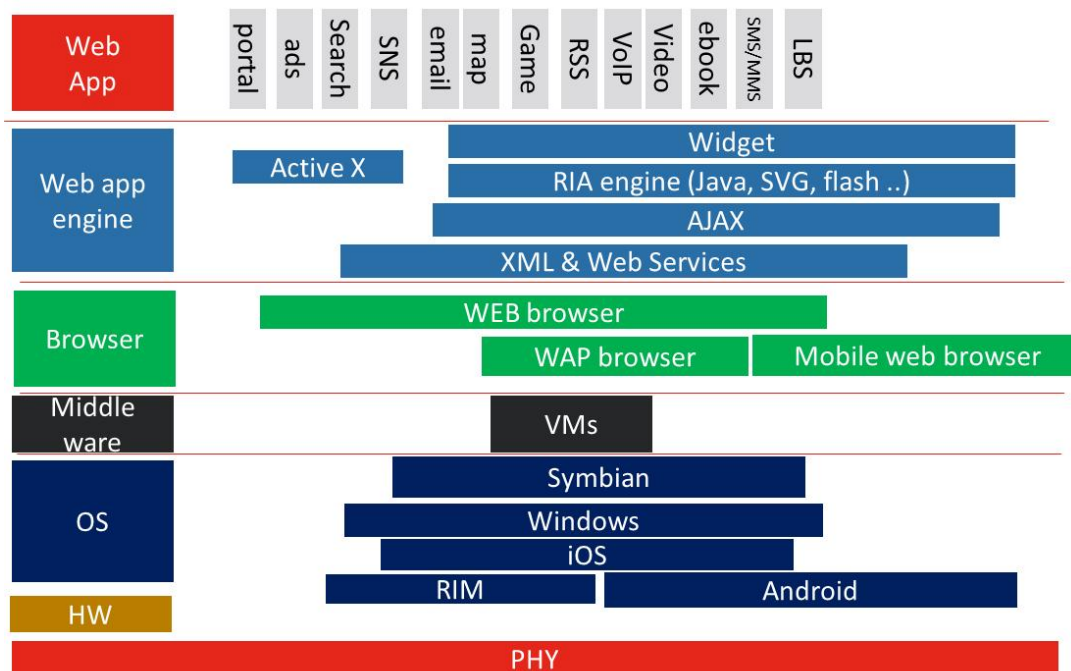 Web
App
portal
ads
Search
SNS
email
map
Game
RSS
VoIP
Video
ebook
SMS/MMS
LBS
Web app
engine
Widget
Active X
RIA engine (Java, SVG, flash ..)
AJAX
XML & Web Services
Browser
WEB browser
WAP browser
Mobile web browser
Middle
ware
VMs
OS
Symbian
Windows
iOS
RIM
Android
HW
PHY